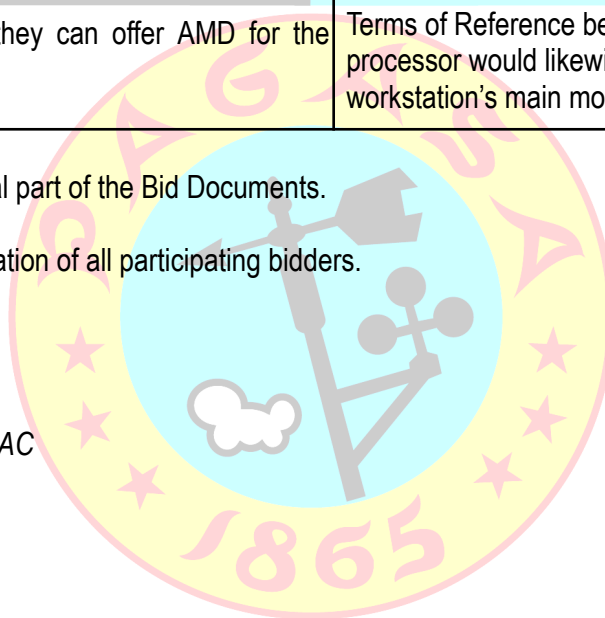 they can offer AMD for the
Terms of Reference be
processor would likewi
workstation's main mo
l part of the Bid Documents.
ation of all participating bidders.
AC
PAGASA
1865